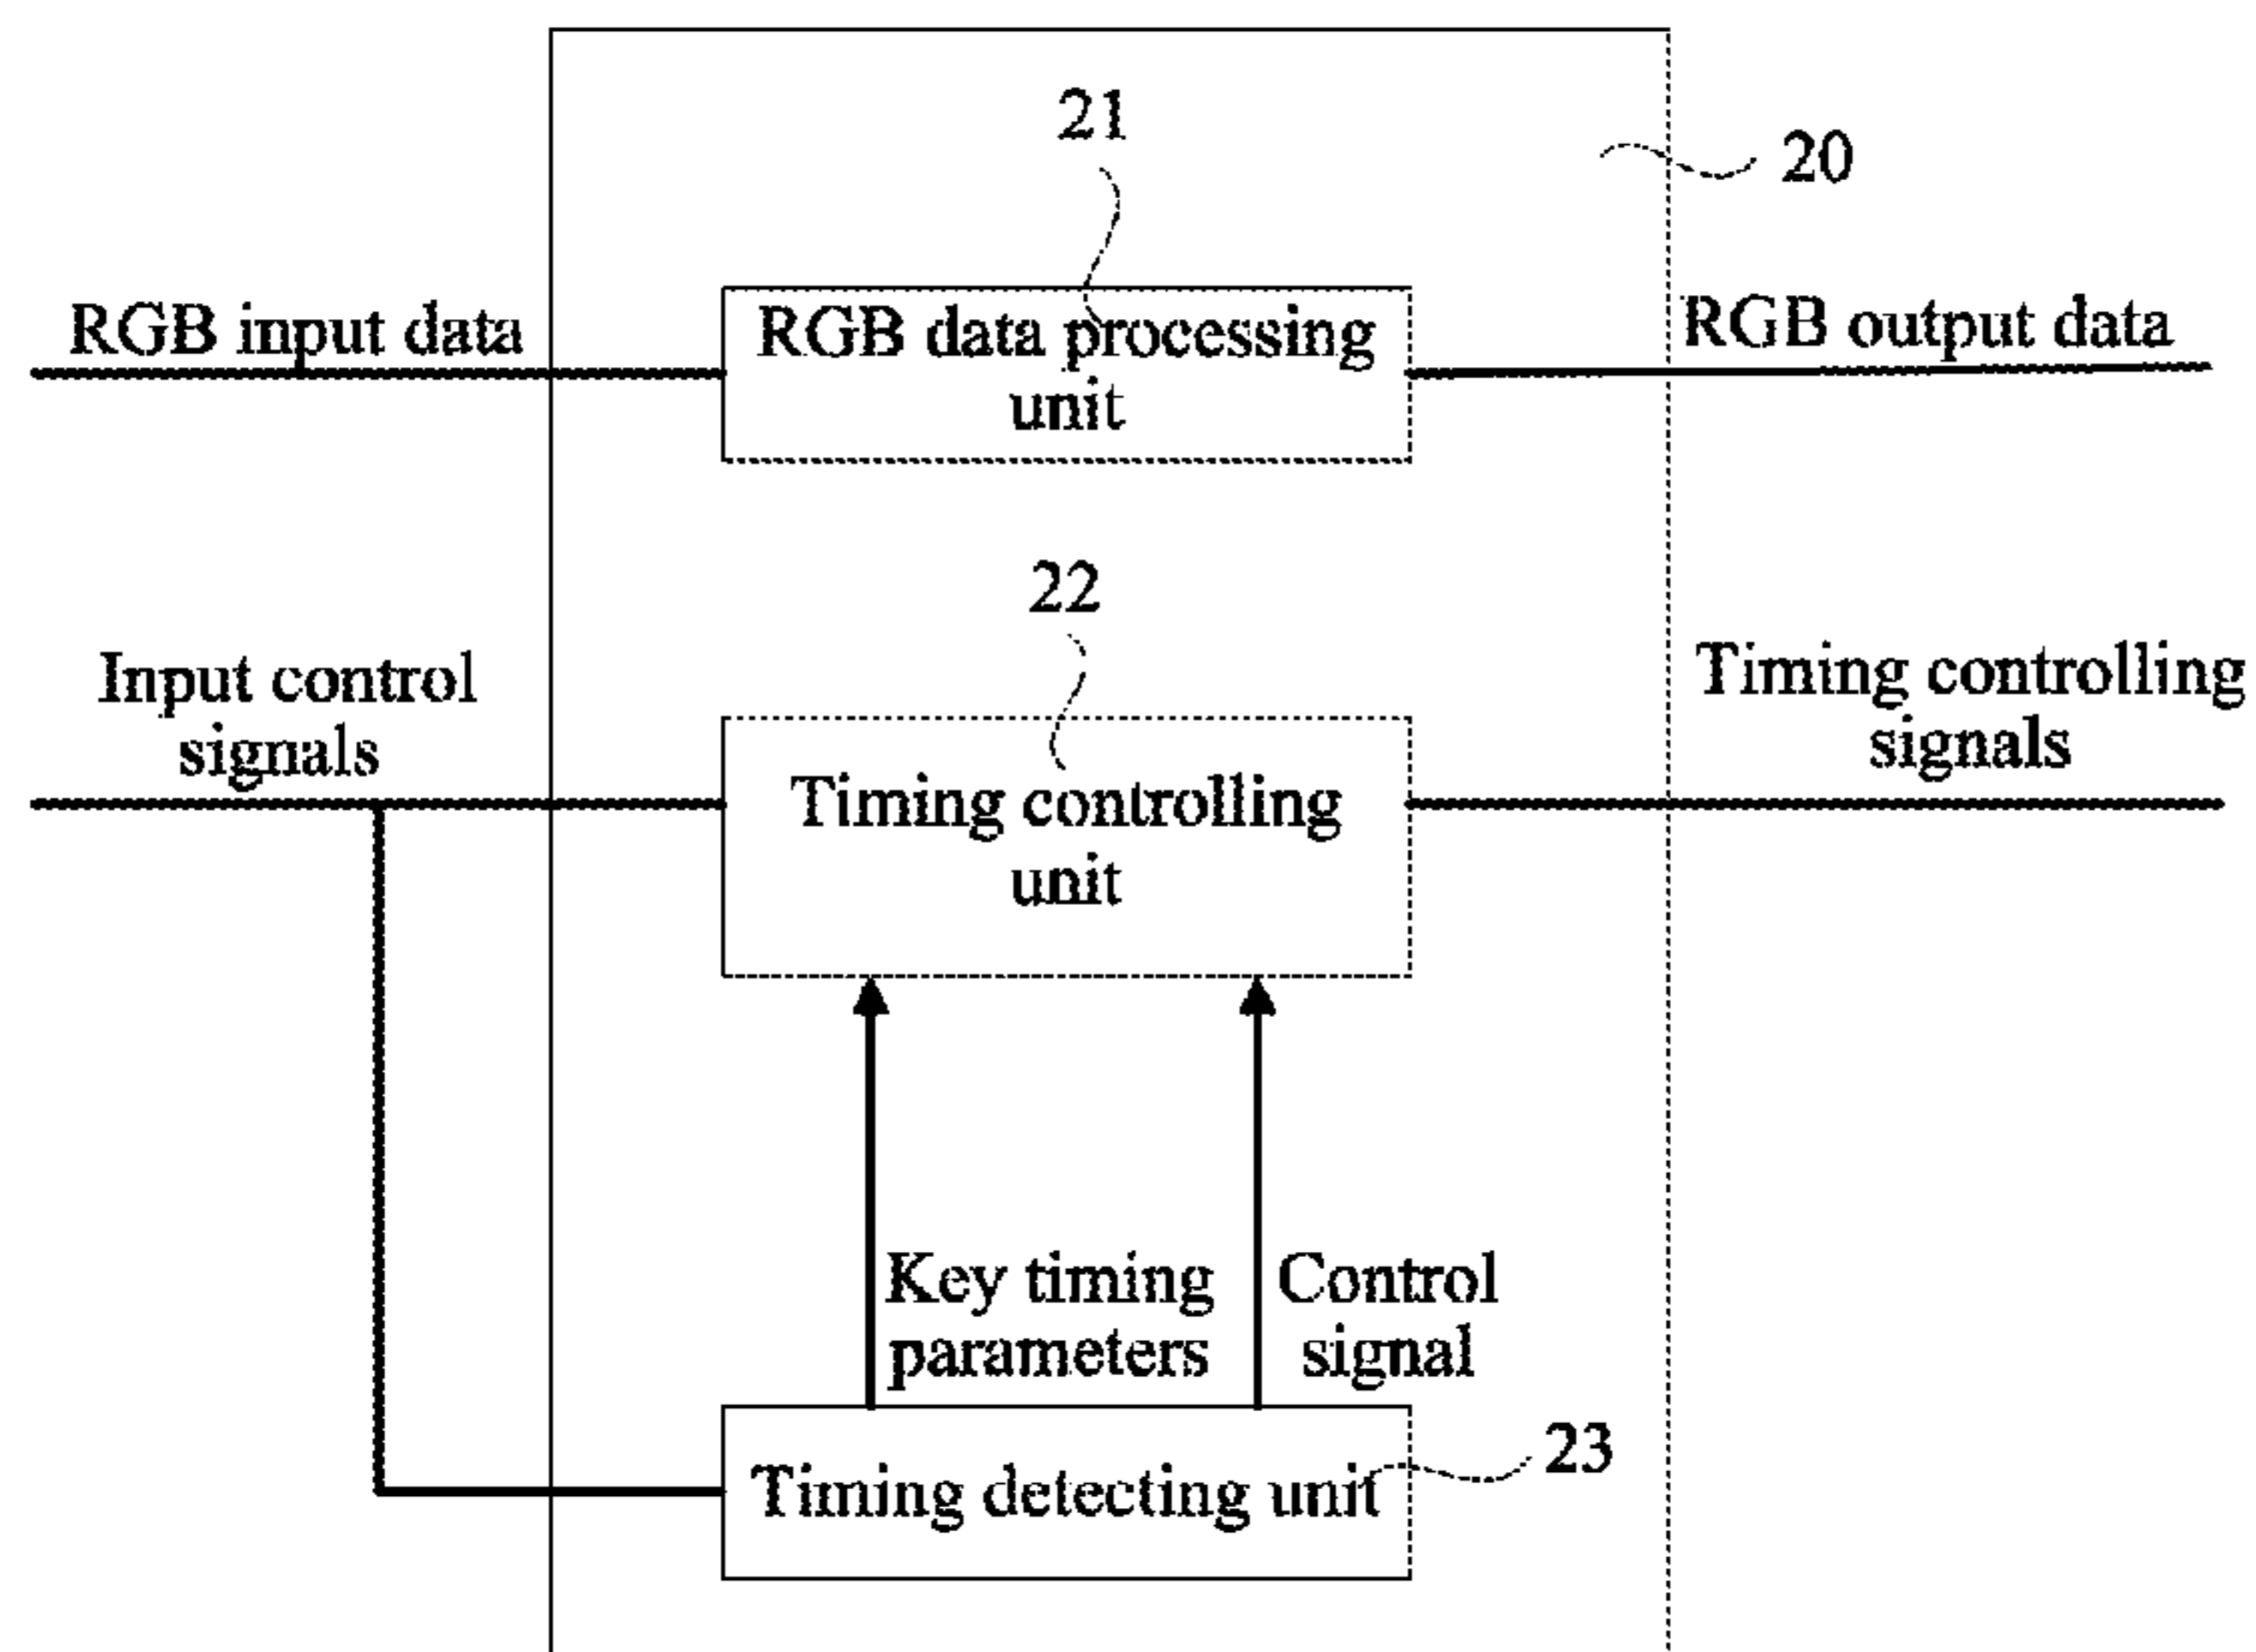 21
20
RGB input data
RGB data processing
unit
RGB output data
22
Input control
signals
Timing controlling
unit
Timing controlling
signals
Key timing
parameters
Control
signal
Timing detecting unit
23